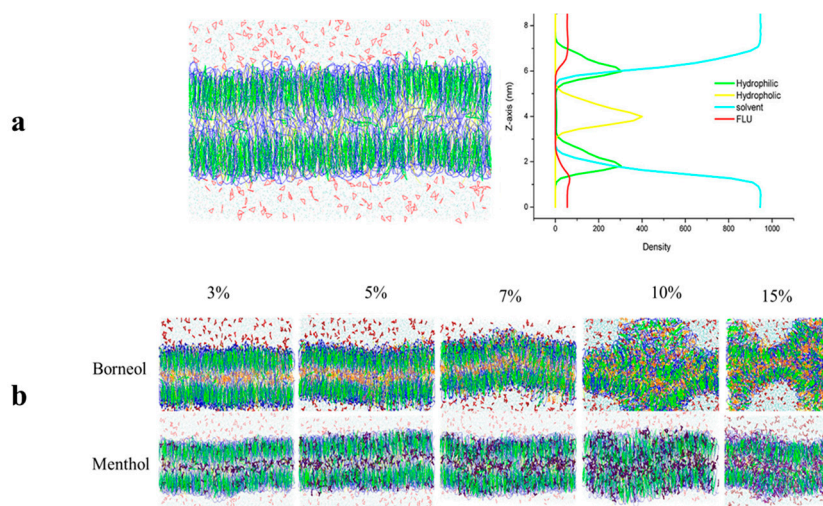 a
Z-axis (nm)
8
6
4
2
0
0 200 400 600 800 1000
Density
Hydrophilic
Hydropholic
solvent
FLU
b
3% 5% 7% 10% 15%
Borneol
Menthol